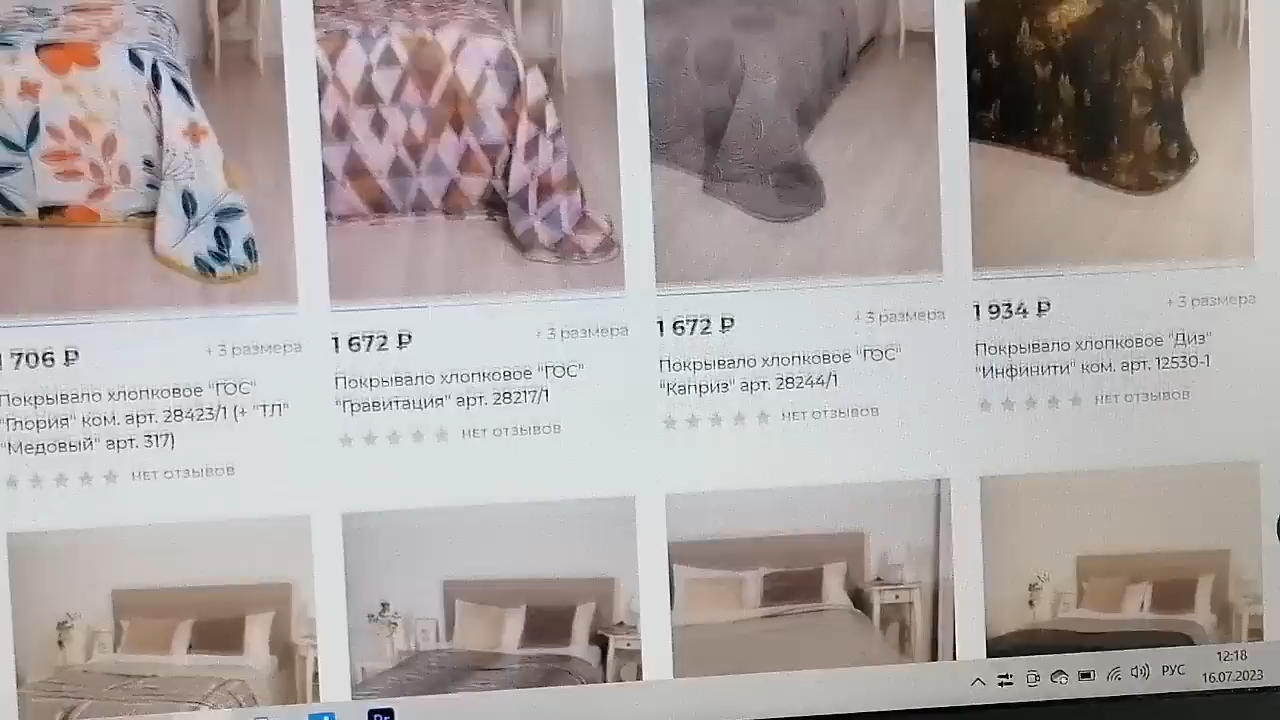 1 706 ₽
+ 3 размера
Покрывало хлопковое "ГОС"
"Глория" ком. арт. 28423/1 (+ "ТЛ"
"Медовый" арт. 317)
НЕТ ОТЗЫВОВ
1 672 ₽
+ 3 размера
Покрывало хлопковое "ГОС"
"Гравитация" арт. 28217/1
НЕТ ОТЗЫВОВ
1 672 ₽
+ 3 размера
Покрывало хлопковое "ГОС"
"Каприз" арт. 28244/1
НЕТ ОТЗЫВОВ
1 934 ₽
+ 3 размера
Покрывало хлопковое "Диз"
"Инфинити" ком. арт. 12530-1
НЕТ ОТЗЫВОВ
Pr
РУС
12:18
16.07.2023